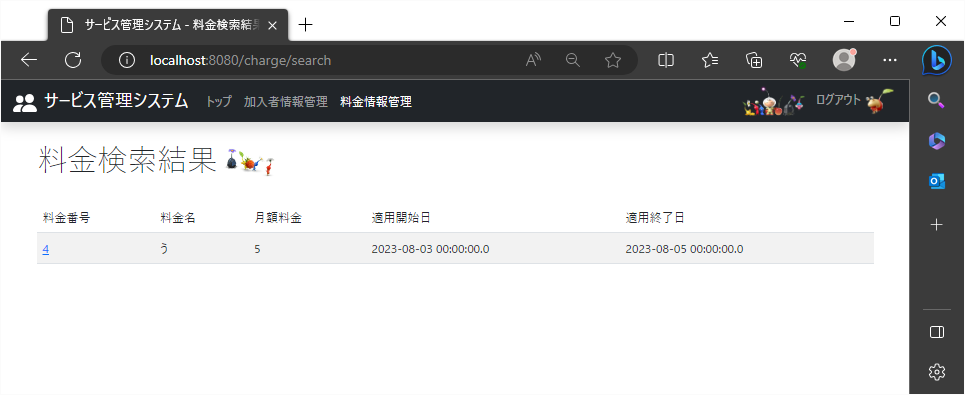 サービス管理システム - 料金検索結果
localhost:8080/charge/search
サービス管理システム トップ 加入者情報管理 料金情報管理 ログアウト
料金検索結果
料金番号 料金名 月額料金 適用開始日 適用終了日
4 う 5 2023-08-03 00:00:00.0 2023-08-05 00:00:00.0